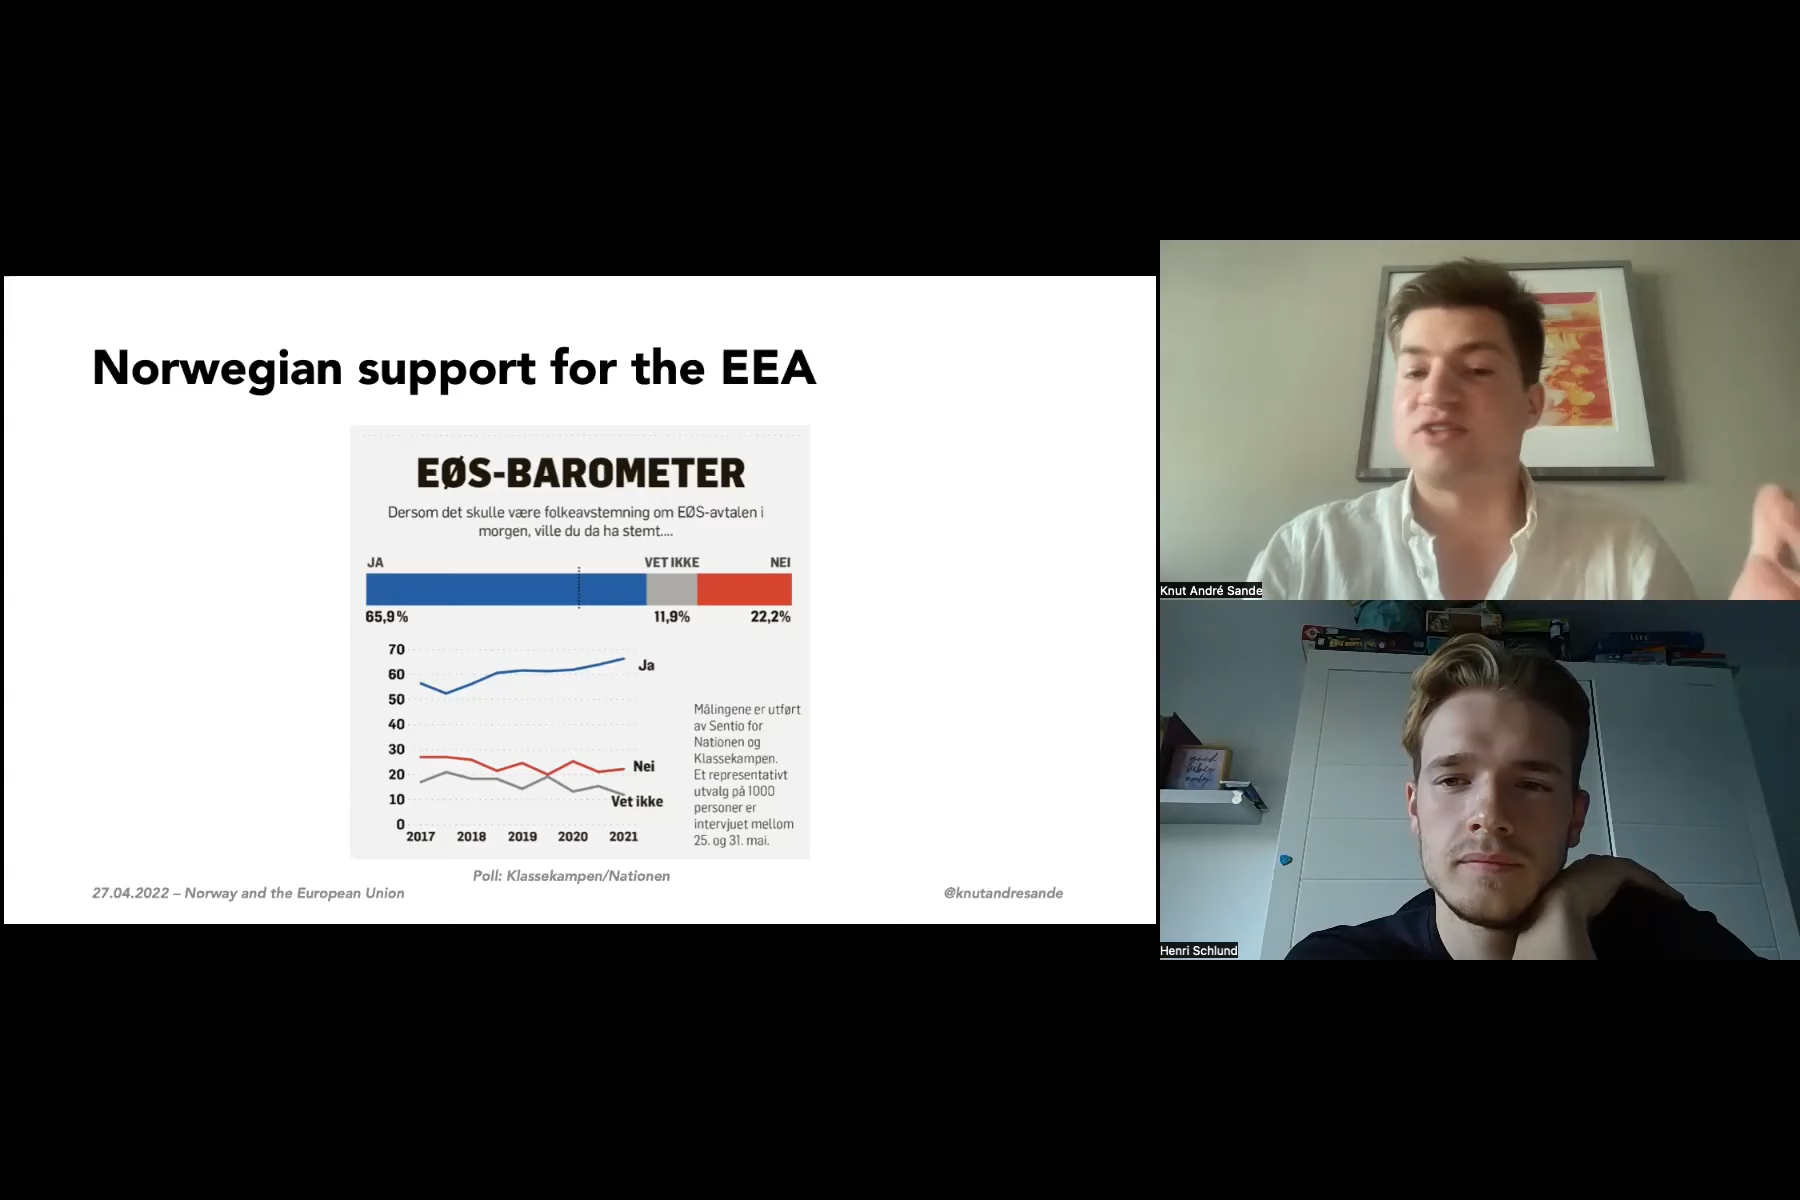 Norwegian support for the EEA
EØS-BAROMETER
Dersom det skulle være folkeavstemning om EØS-avtalen i
morgen, ville du da ha stemt....
JA VET IKKE NEI
65,9% 11,9% 22,2%
70
60
50
40
30
20
10
0
Ja
Nei
Vet ikke
2017 2018 2019 2020 2021
Målingene er utført
av Sentio for
Nationen og
Klassekampen.
Et representativt
utvalg på 1000
personer er
intervjuet mellom
25. og 31. mai.
Poll: Klassekampen/Nationen
27.04.2022 – Norway and the European Union
@knutandresande
Knut André Sande
LIFE
good
vibes
only
Henri Schlund